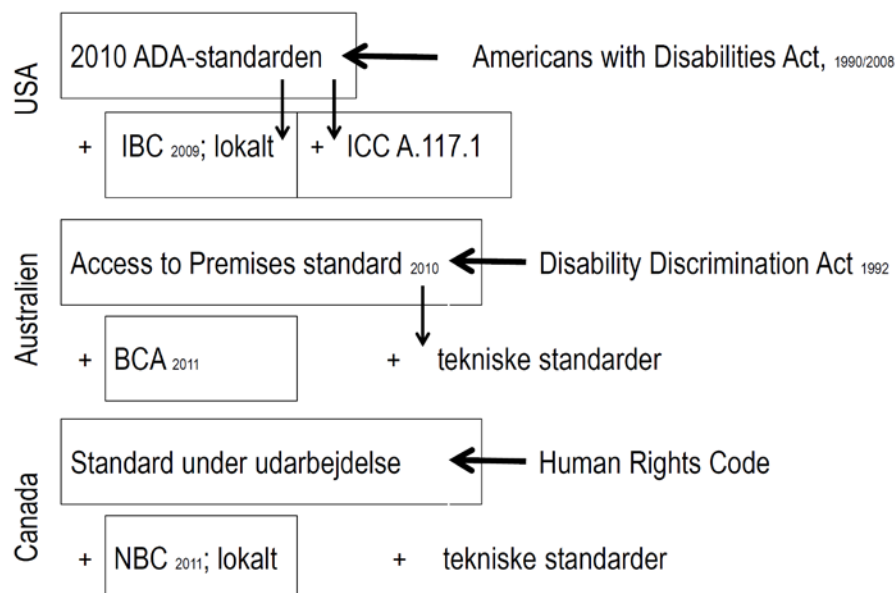 USA
2010 ADA-standarden Americans with Disabilities Act, 1990/2008
+ IBC 2009; lokalt + ICC A.117.1
Australien
Access to Premises standard 2010 Disability Discrimination Act 1992
+ BCA 2011 + tekniske standarder
Canada
Standard under udarbejdelse Human Rights Code
+ NBC 2011; lokalt + tekniske standarder